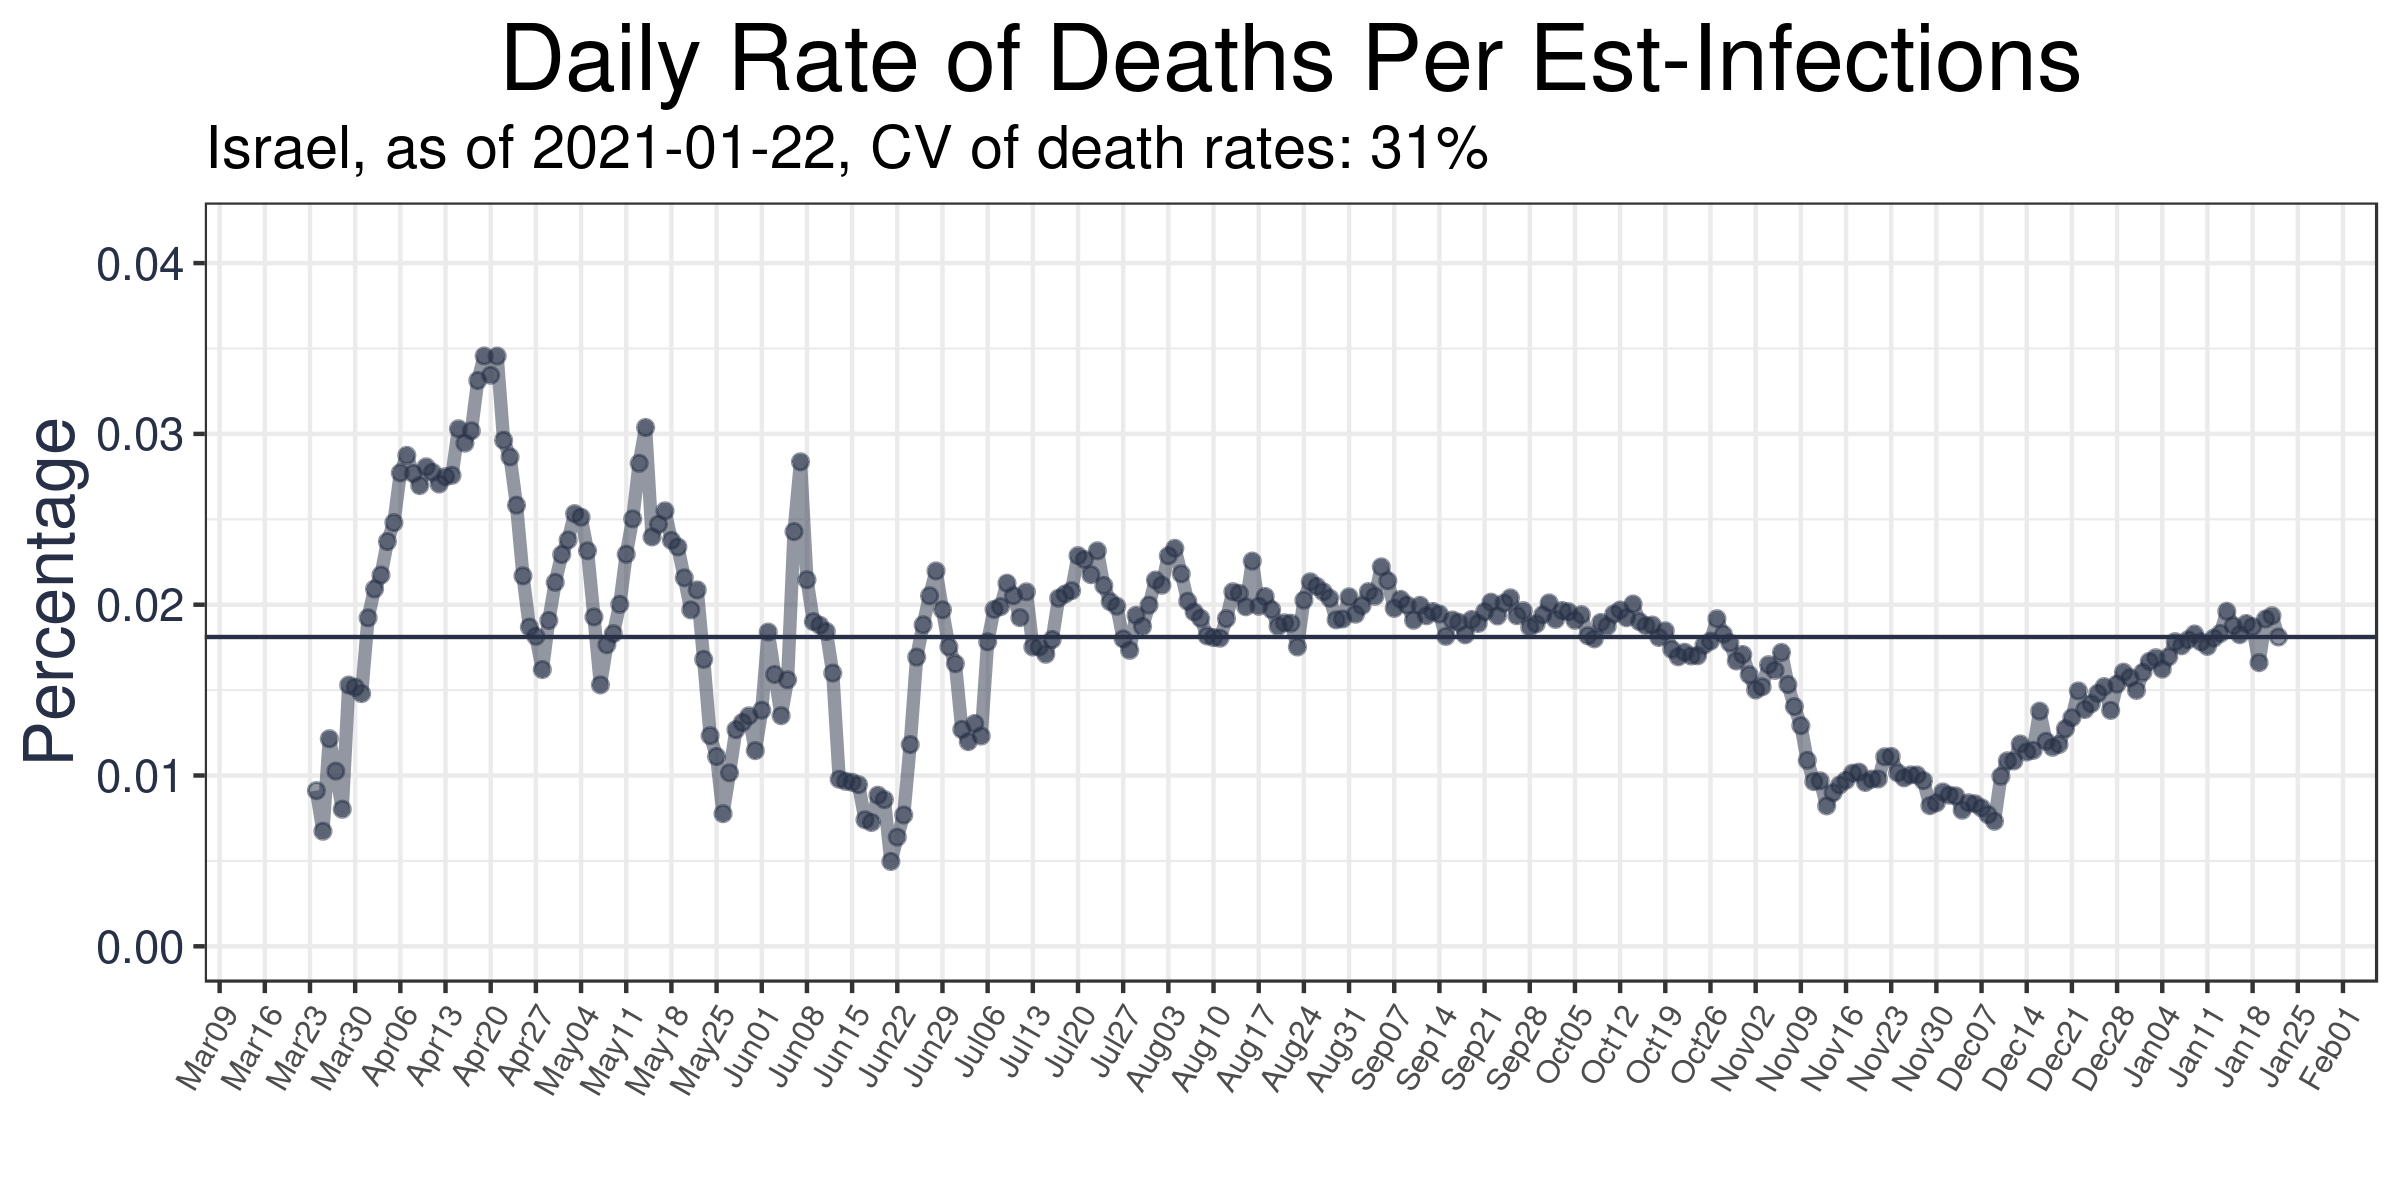 Daily Rate of Deaths Per Est-Infections
Israel, as of 2021-01-22, CV of death rates: 31%
Percentage
0.04
0.03
0.02
0.01
0.00
Mar09
Mar16
Mar23
Mar30
Apr06
Apr13
Apr20
Apr27
May04
May11
May18
May25
Jun01
Jun08
Jun15
Jun22
Jun29
Jul06
Jul13
Jul20
Jul27
Aug03
Aug10
Aug17
Aug24
Aug31
Sep07
Sep14
Sep21
Sep28
Oct05
Oct12
Oct19
Oct26
Nov02
Nov09
Nov16
Nov23
Nov30
Dec07
Dec14
Dec21
Dec28
Jan04
Jan11
Jan18
Jan25
Feb01